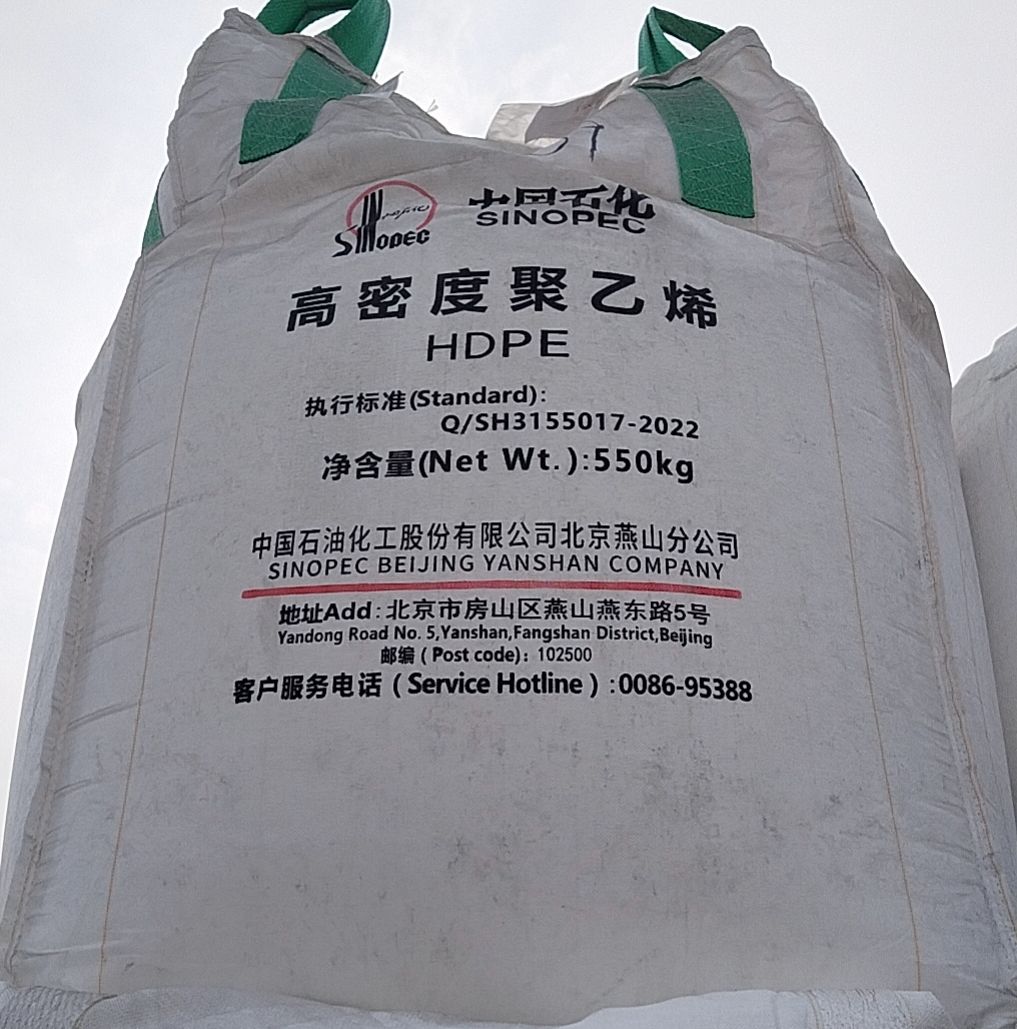 SINOPEC
中国石化
SINOPEC
高密度聚乙烯
HDPE
执行标准(Standard):
Q/SH3155017-2022
净含量(Net Wt.):550kg
中国石油化工股份有限公司北京燕山分公司
SINOPEC BEIJING YANSHAN COMPANY
地址Add:北京市房山区燕山燕东路5号
Yandong Road No. 5,Yanshan,Fangshan District,Beijing
邮编 ( Post code): 102500
客户服务电话 ( Service Hotline ) :0086-95388